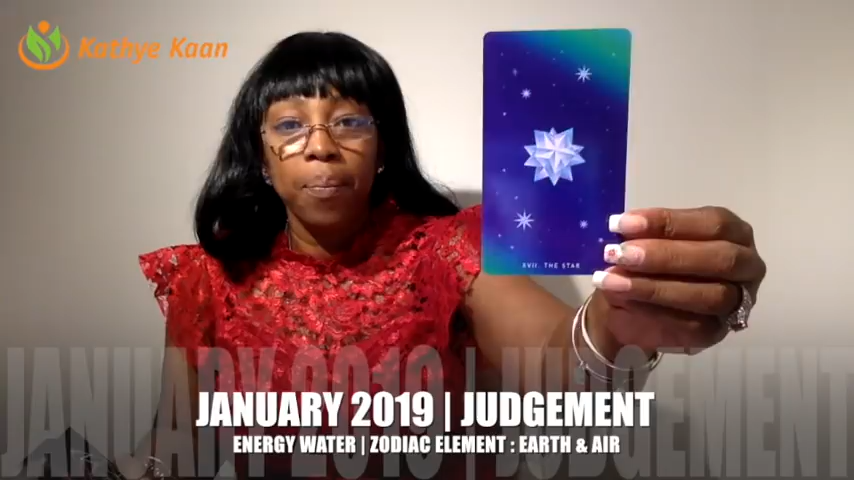 Kathye Kaan
XVII. THE STAR
JANUARY 2019 | JUDGEMENT
JANUARY 2019 | JUDGEMENT
ENERGY WATER | ZODIAC ELEMENT : EARTH & AIR